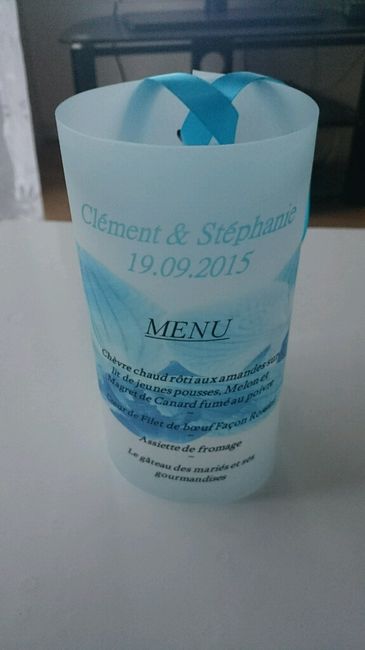 Clément & Stéphanie
19.09.2015
MENU
Chèvre chaud rôti aux amandes sur
lit de jeunes pousses, Melon et
Magret de Canard fumé au poivre
-
Cœur de Filet de bœuf Façon
-
Assiette de fromage
-
Le gâteau des mariés et ses
gourmandises